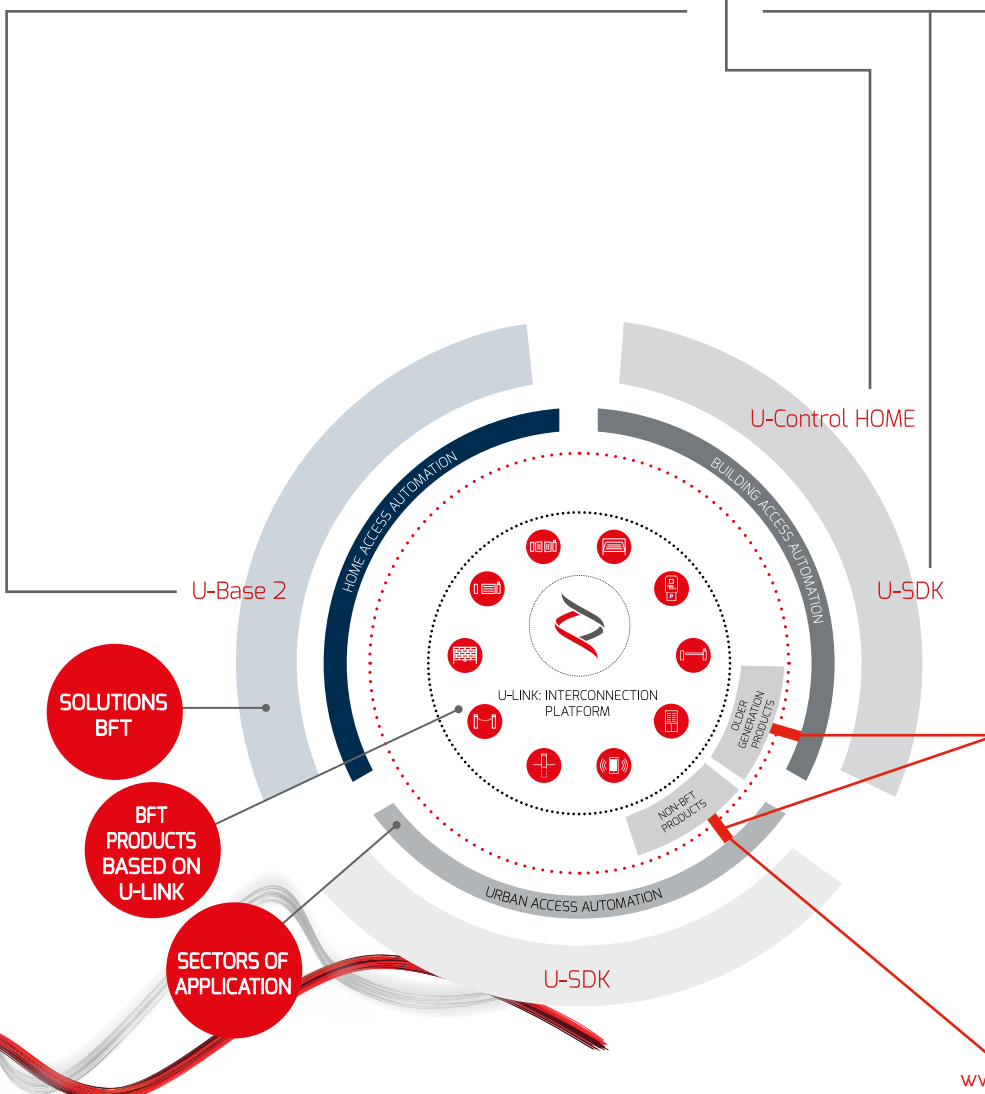 U-Control HOME
HOME ACCESS AUTOMATION
BUILDING ACCESS AUTOMATION
U-Base 2
U-SDK
SOLUTIONS
BFT
U-LINK: INTERCONNECTION
PLATFORM
OLDER
GENERATION
PRODUCTS
NON-BFT
PRODUCTS
BFT
PRODUCTS
BASED ON
U-LINK
URBAN ACCESS AUTOMATION
SECTORS OF
APPLICATION
U-SDK
P